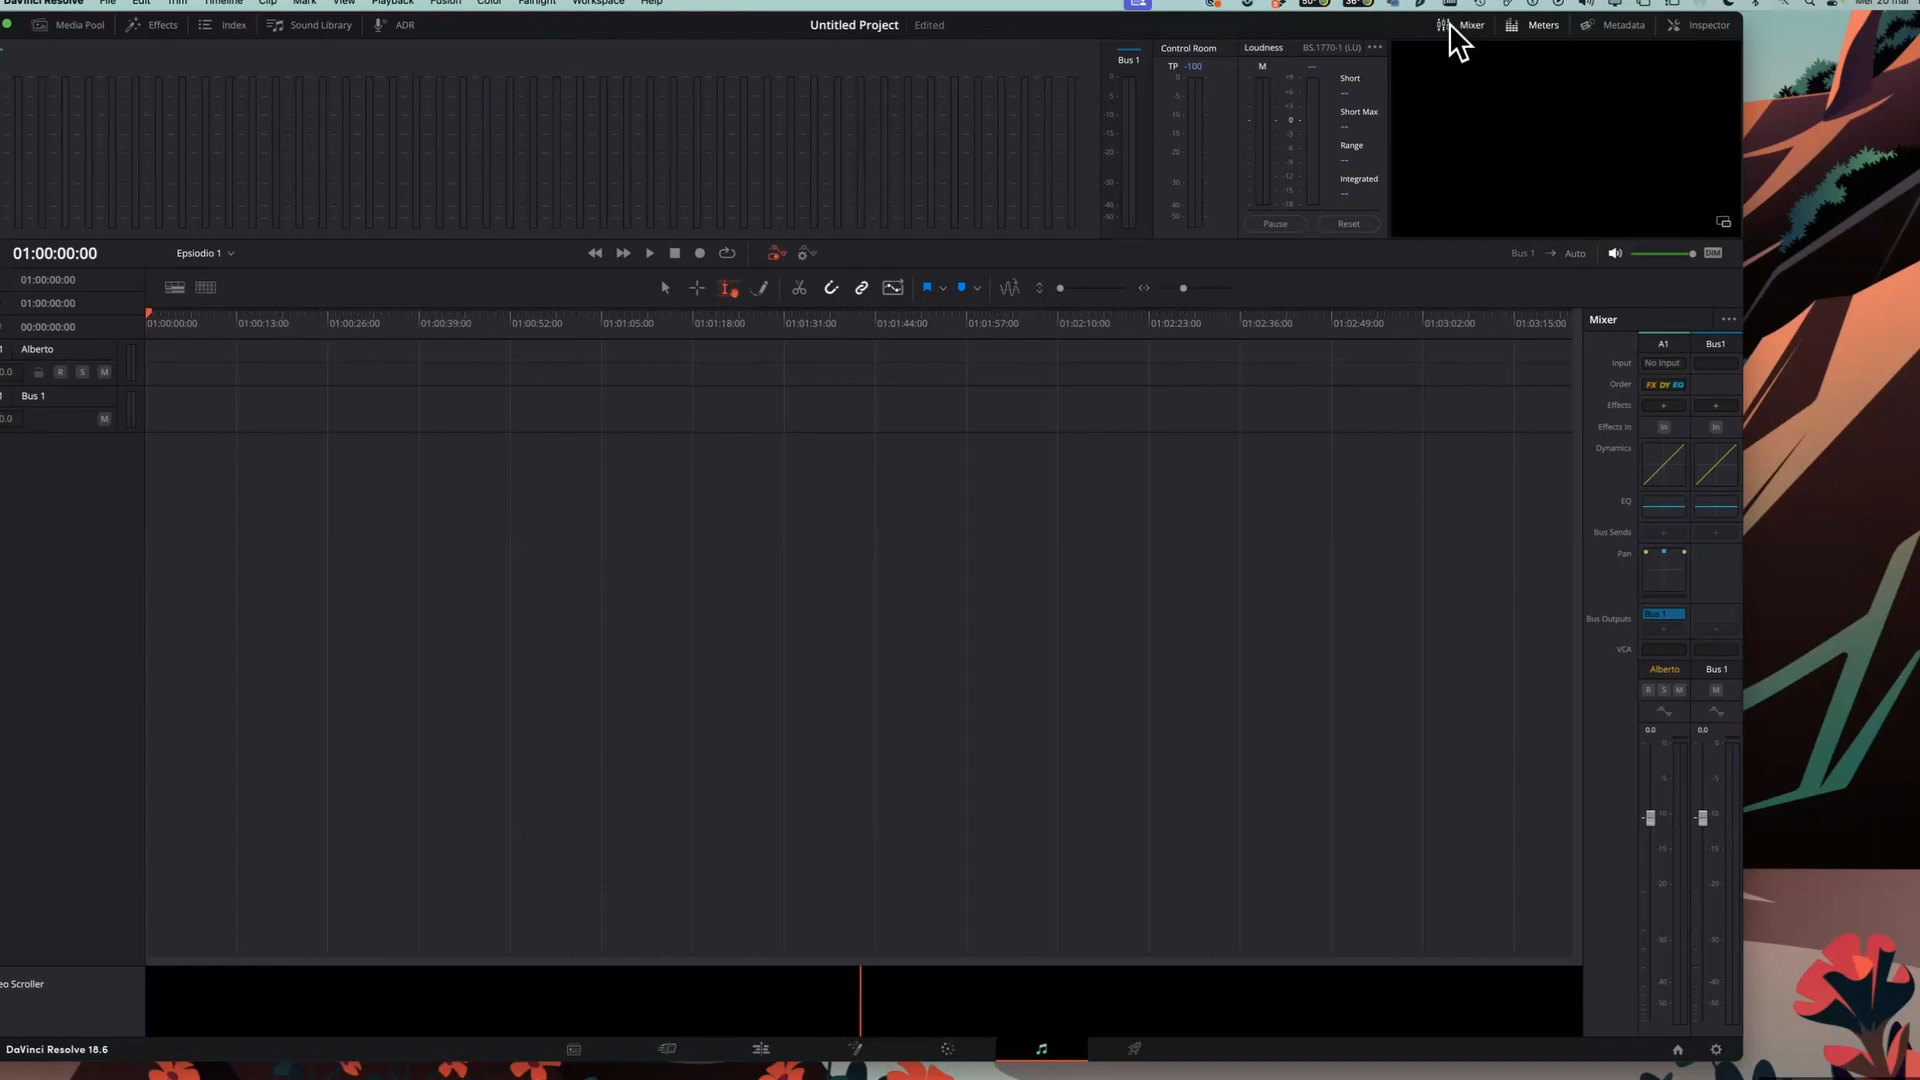 DaVinci Resolve File Edit Trim Timeline Clip Mark View Playback Fusion Color Fairlight Workspace Help
Media Pool Effects Index Sound Library ADR Untitled Project Edited Mixer Meters Metadata Inspector
Bus 1 Control Room Loudness BS.1770-1 (LU)
TP -100 M
Short
Short Max
Range
Integrated
Pause Reset
01:00:00:00 Epsiodio 1 Bus 1 Auto DIM
01:00:00:00
01:00:00:00
00:00:00:00
01:00:00:00 01:00:13:00 01:00:26:00 01:00:39:00 01:00:52:00 01:01:05:00 01:01:18:00 01:01:31:00 01:01:44:00 01:01:57:00 01:02:10:00 01:02:23:00 01:02:36:00 01:02:49:00 01:03:02:00 01:03:15:00
Mixer
Alberto
R S M
Bus 1
M
A1 Bus1
Input No Input
Order FX DY EQ
Effects
Effects In In In
Dynamics
EQ
Bus Sends
Pan
Bus Outputs Bus 1
VCA
Alberto Bus 1
R S M M
0.0 0.0
eo Scroller
DaVinci Resolve 18.6